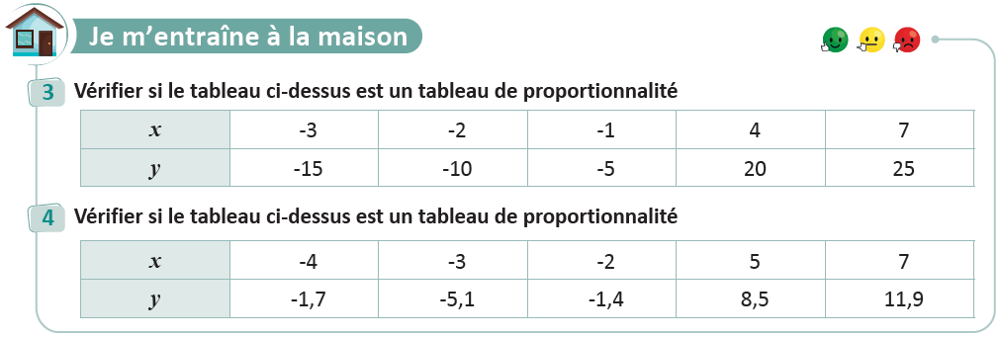 Je m’entraîne à la maison
3 Vérifier si le tableau ci-dessus est un tableau de proportionnalité
x -3 -2 -1 4 7
y -15 -10 -5 20 25
4 Vérifier si le tableau ci-dessus est un tableau de proportionnalité
x -4 -3 -2 5 7
y -1,7 -5,1 -1,4 8,5 11,9